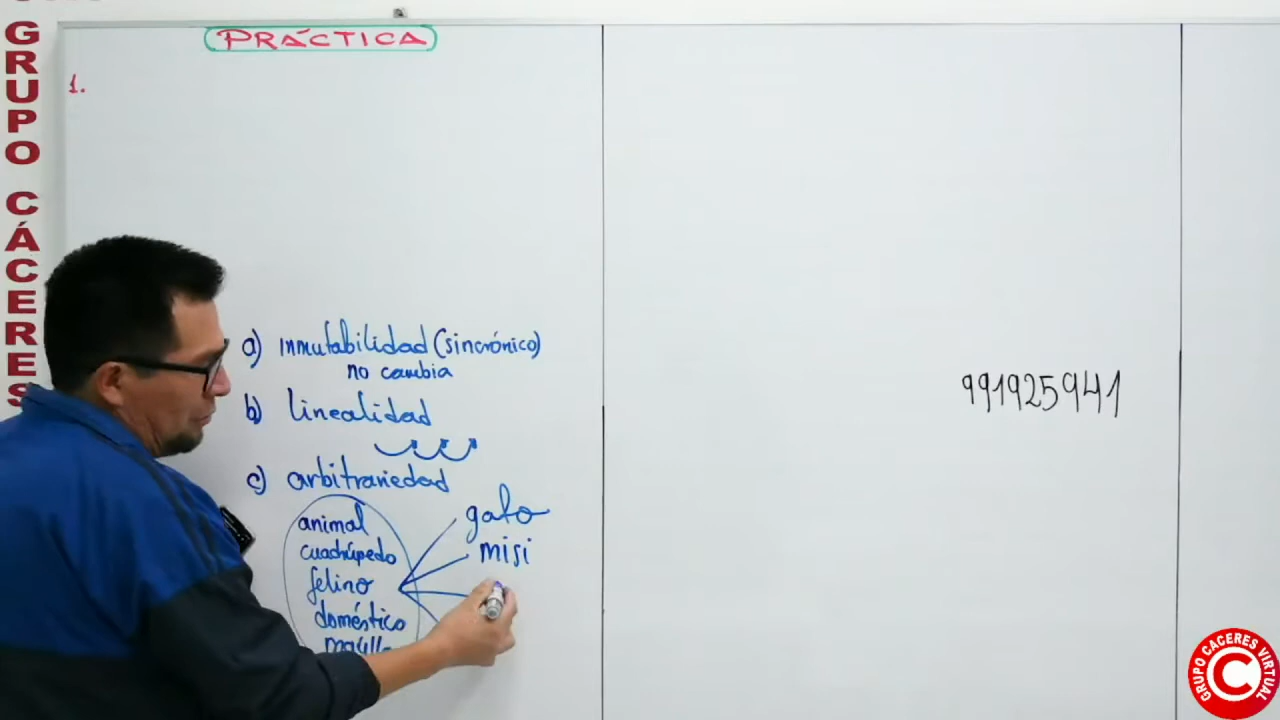 GRUPO CÁCERES
PRÁCTICA
1.
a) inmutabilidad (sincrónico)
no cambia
b) linealidad
c) arbitrariedad
animal
cuadrúpedo
felino
doméstico
gato
misi
991925941
GRUPO CACERES VIRTUAL
C